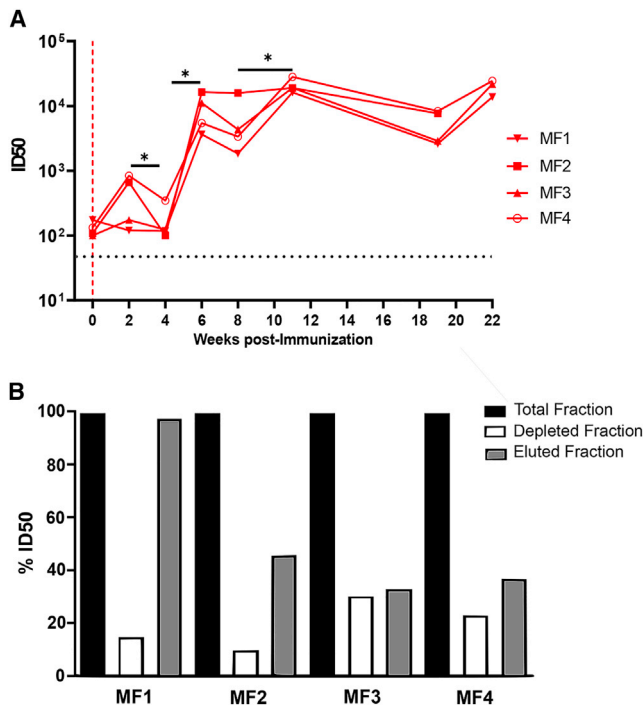 A
10⁵
10⁴
10³
10²
10¹
ID50
*
*
*
0 2 4 6 8 10 12 14 16 18 20 22
Weeks post-Immunization
MF1
MF2
MF3
MF4
B
100
80
60
40
20
0
% ID50
MF1 MF2 MF3 MF4
Total Fraction
Depleted Fraction
Eluted Fraction